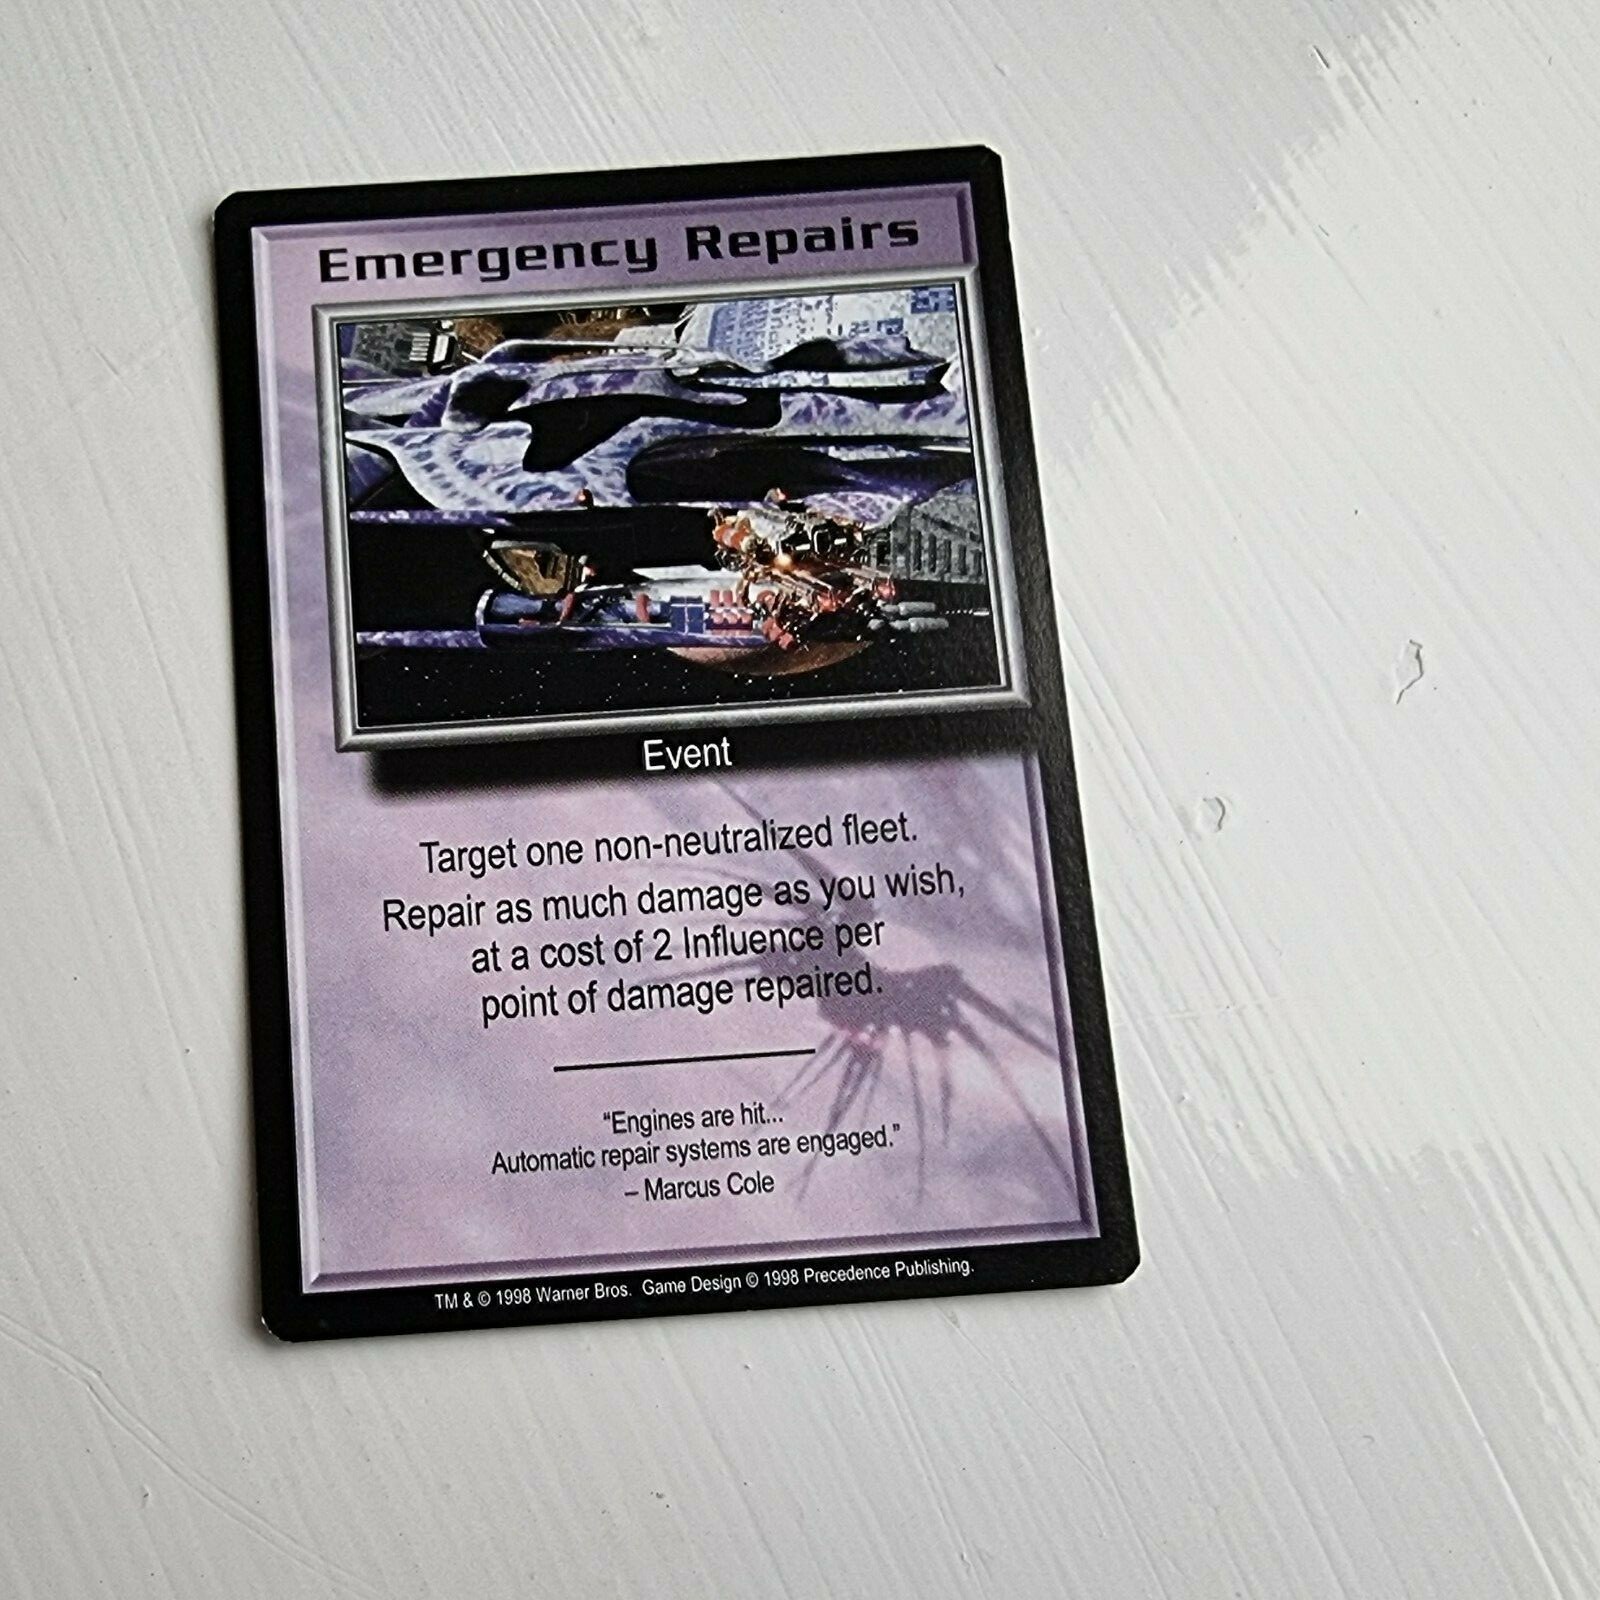 Emergency Repairs
Event
Target one non-neutralized fleet.
Repair as much damage as you wish,
at a cost of 2 Influence per
point of damage repaired.
“Engines are hit...
Automatic repair systems are engaged.”
– Marcus Cole
TM & © 1998 Warner Bros. Game Design © 1998 Precedence Publishing.